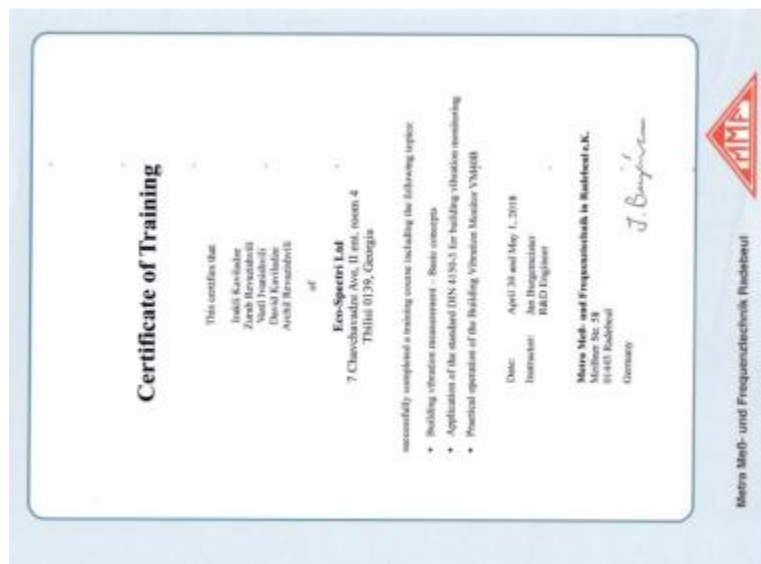 Certificate of Training
This certifies that
Irakli Kaviladze
Zurab Revazishvili
Vasil Ivaniashvili
David Kaviladze
Archil Revazishvili
of
Eco-Spectri Ltd
7 Chavchavadze Ave, II ent, room 4
Tbilisi 0139, Georgia
successfully completed a training course including the following topics:
• Building vibration measurement - Basic concepts
• Application of the standard DIN 4150-3 for building vibration monitoring
• Practical operation of the Building Vibration Monitor VM40B
Date: April 30 and May 1, 2018
Instructor: Jan Burgemeister
R&D Engineer
Metra Meß- und Frequenztechnik in Radebeul e.K.
Meißner Str. 58
01445 Radebeul
Germany
MMF
Metra Meß- und Frequenztechnik Radebeul